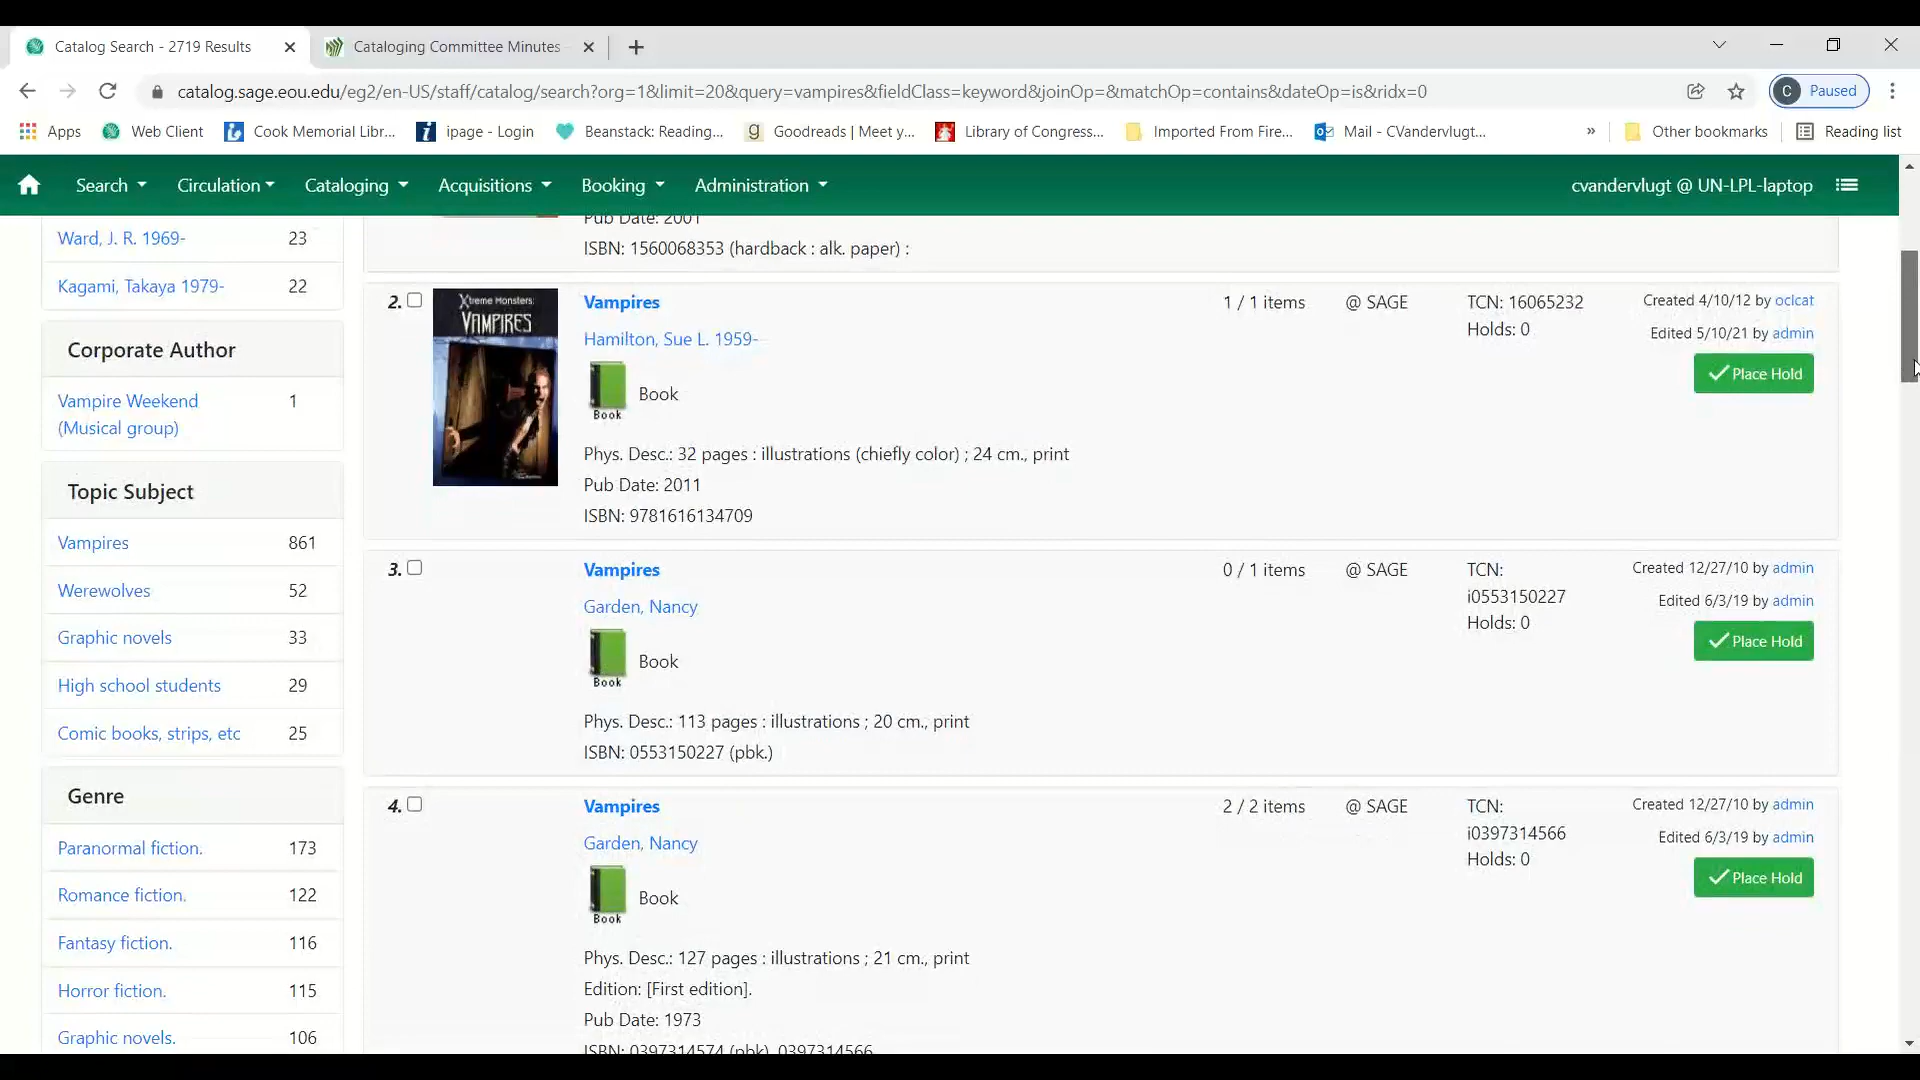 Catalog Search - 2719 Results
Cataloging Committee Minutes
catalog.sage.eou.edu/eg2/en-US/staff/catalog/search?org=1&limit=20&query=vampires&fieldClass=keyword&joinOp=&matchOp=contains&dateOp=is&ridx=0
C Paused
Apps
Web Client
Cook Memorial Libr...
ipage - Login
Beanstack: Reading...
Goodreads | Meet y...
Library of Congress...
Imported From Fire...
Mail - CVandervlugt...
»
Other bookmarks
Reading list
Search
Circulation
Cataloging
Acquisitions
Booking
Administration
cvandervlugt @ UN-LPL-laptop
Ward, J. R. 1969- 23
Kagami, Takaya 1979- 22
Corporate Author
Vampire Weekend 1
(Musical group)
Topic Subject
Vampires 861
Werewolves 52
Graphic novels 33
High school students 29
Comic books, strips, etc 25
Genre
Paranormal fiction. 173
Romance fiction. 122
Fantasy fiction. 116
Horror fiction. 115
Graphic novels. 106
Pub Date: 2001
ISBN: 1560068353 (hardback : alk. paper) :
2.
Xtreme Monsters:
VAMPIRES
Vampires
1 / 1 items
@ SAGE
TCN: 16065232
Holds: 0
Created 4/10/12 by oclcat
Edited 5/10/21 by admin
Place Hold
Hamilton, Sue L. 1959-
Book
Book
Phys. Desc.: 32 pages : illustrations (chiefly color) ; 24 cm., print
Pub Date: 2011
ISBN: 9781616134709
3.
Vampires
0 / 1 items
@ SAGE
TCN:
i0553150227
Holds: 0
Created 12/27/10 by admin
Edited 6/3/19 by admin
Place Hold
Garden, Nancy
Book
Book
Phys. Desc.: 113 pages : illustrations ; 20 cm., print
ISBN: 0553150227 (pbk.)
4.
Vampires
2 / 2 items
@ SAGE
TCN:
i0397314566
Holds: 0
Created 12/27/10 by admin
Edited 6/3/19 by admin
Place Hold
Garden, Nancy
Book
Book
Phys. Desc.: 127 pages : illustrations ; 21 cm., print
Edition: [First edition].
Pub Date: 1973
ISBN: 0397314574 (pbk), 0397314566